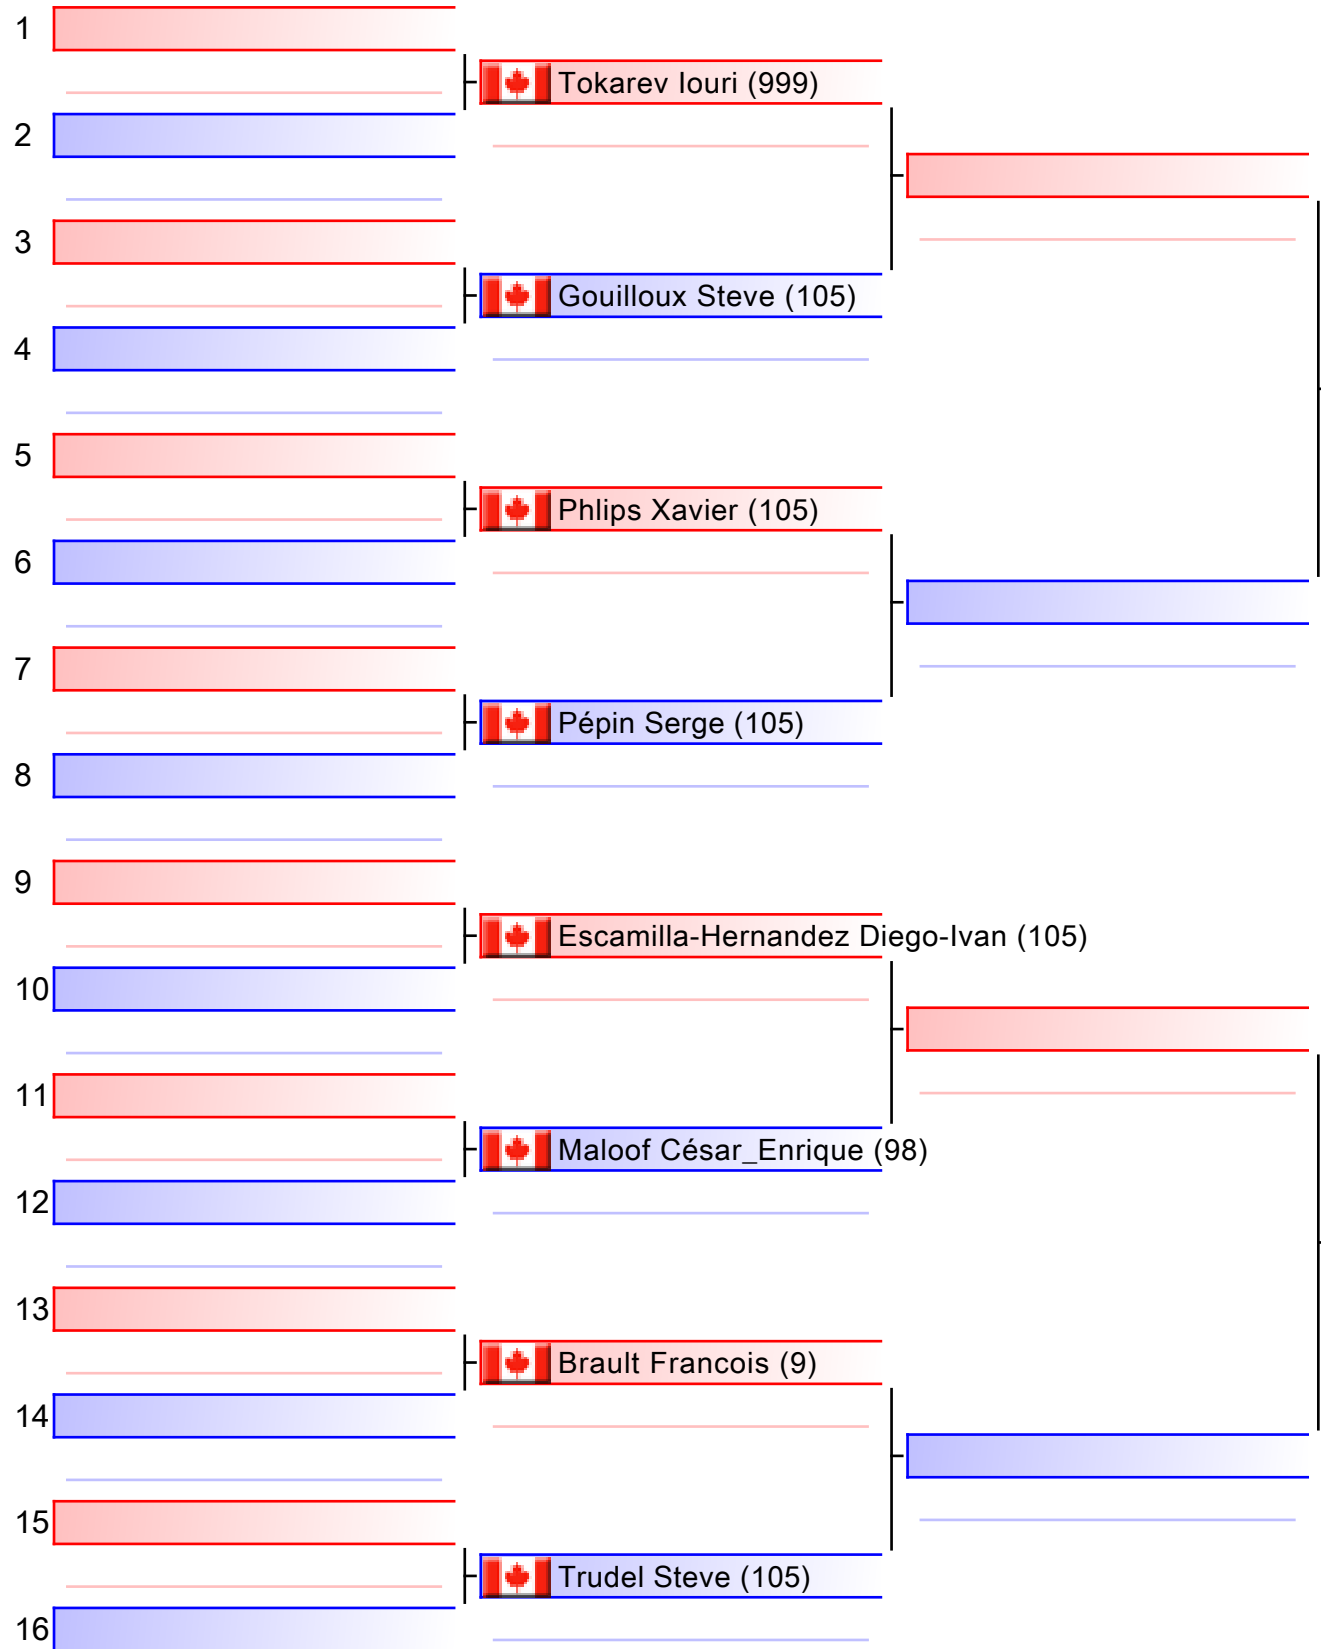 1
Tokarev Iouri (999)
2
3
Gouilloux Steve (105)
4
5
Phlips Xavier (105)
6
7
Pépin Serge (105)
8
9
Escamilla-Hernandez Diego-Ivan (105)
10
11
Maloof César_Enrique (98)
12
13
Brault Francois (9)
14
15
Trudel Steve (105)
16